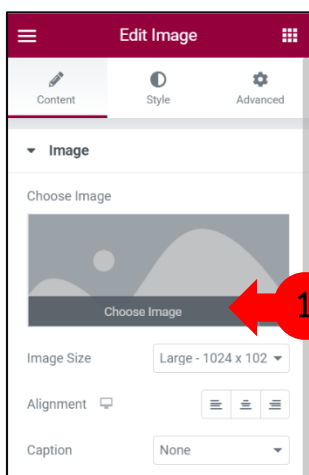 Edit Image
Content Style Advanced
Image
Choose Image
Choose Image
1
Image Size Large - 1024 x 102
Alignment
Caption None